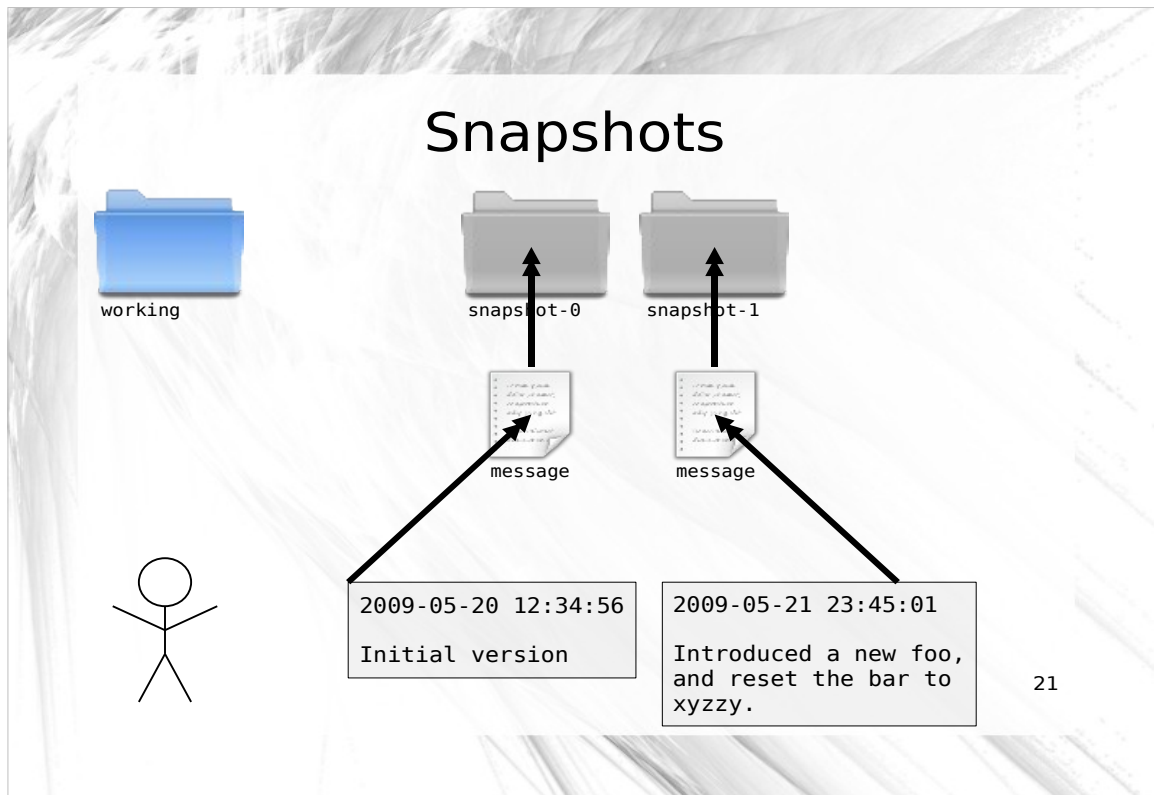 Snapshots
working
snapshot-0
snapshot-1
message
message
2009-05-20 12:34:56
Initial version
2009-05-21 23:45:01
Introduced a new foo,
and reset the bar to
xyzzy.
21